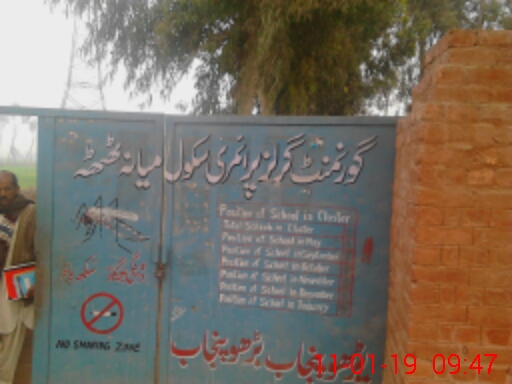 گورنمنٹ گرلز پرائمری سکول میانہ ٹھٹھہ
Position of School in Cluster
Total Schools in Cluster
Position of School in May
Position of School in September
Position of School in October
Position of School in November
Position of School in December
Position of School in
NO SMOKING ZONE
پڑھو پنجاب بڑھو پنجاب
11-01-19 09:47